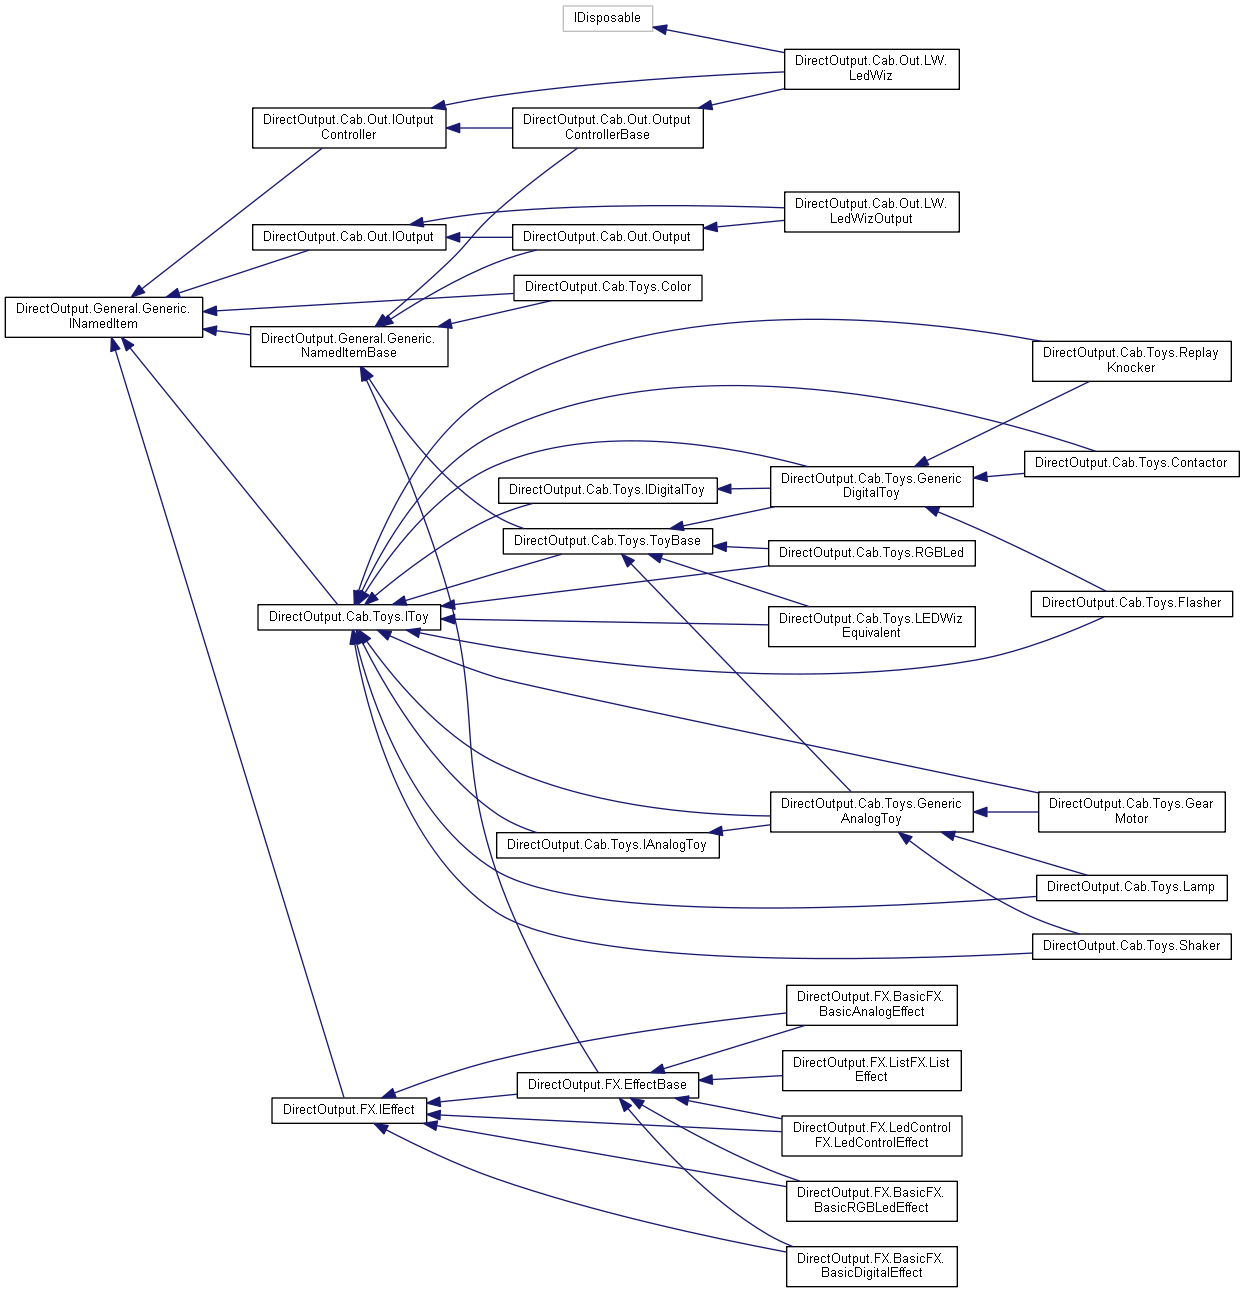 IDisposable
DirectOutput.Cab.Out.LW.
LedWiz
DirectOutput.Cab.Out.IOutput
Controller
DirectOutput.Cab.Out.Output
ControllerBase
DirectOutput.Cab.Out.LW.
LedWizOutput
DirectOutput.Cab.Out.IOutput
DirectOutput.Cab.Out.Output
DirectOutput.Cab.Toys.Color
DirectOutput.General.Generic.
INamedItem
DirectOutput.General.Generic.
NamedItemBase
DirectOutput.Cab.Toys.Replay
Knocker
DirectOutput.Cab.Toys.Contactor
DirectOutput.Cab.Toys.Generic
DigitalToy
DirectOutput.Cab.Toys.IDigitalToy
DirectOutput.Cab.Toys.ToyBase
DirectOutput.Cab.Toys.RGBLed
DirectOutput.Cab.Toys.Flasher
DirectOutput.Cab.Toys.IToy
DirectOutput.Cab.Toys.LEDWiz
Equivalent
DirectOutput.Cab.Toys.Generic
AnalogToy
DirectOutput.Cab.Toys.Gear
Motor
DirectOutput.Cab.Toys.IAnalogToy
DirectOutput.Cab.Toys.Lamp
DirectOutput.Cab.Toys.Shaker
DirectOutput.FX.BasicFX.
BasicAnalogEffect
DirectOutput.FX.ListFX.List
Effect
DirectOutput.FX.EffectBase
DirectOutput.FX.IEffect
DirectOutput.FX.LedControl
FX.LedControlEffect
DirectOutput.FX.BasicFX.
BasicRGBLedEffect
DirectOutput.FX.BasicFX.
BasicDigitalEffect